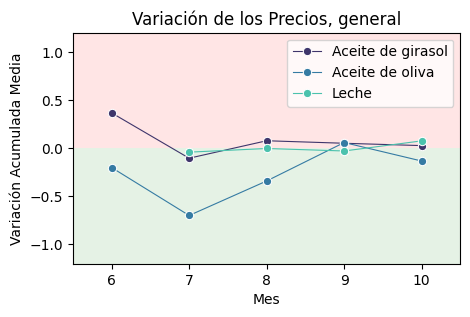 Variación de los Precios, general
Aceite de girasol
Aceite de oliva
Leche
Variación Acumulada Media
1.0
0.5
0.0
−0.5
−1.0
6 7 8 9 10
Mes